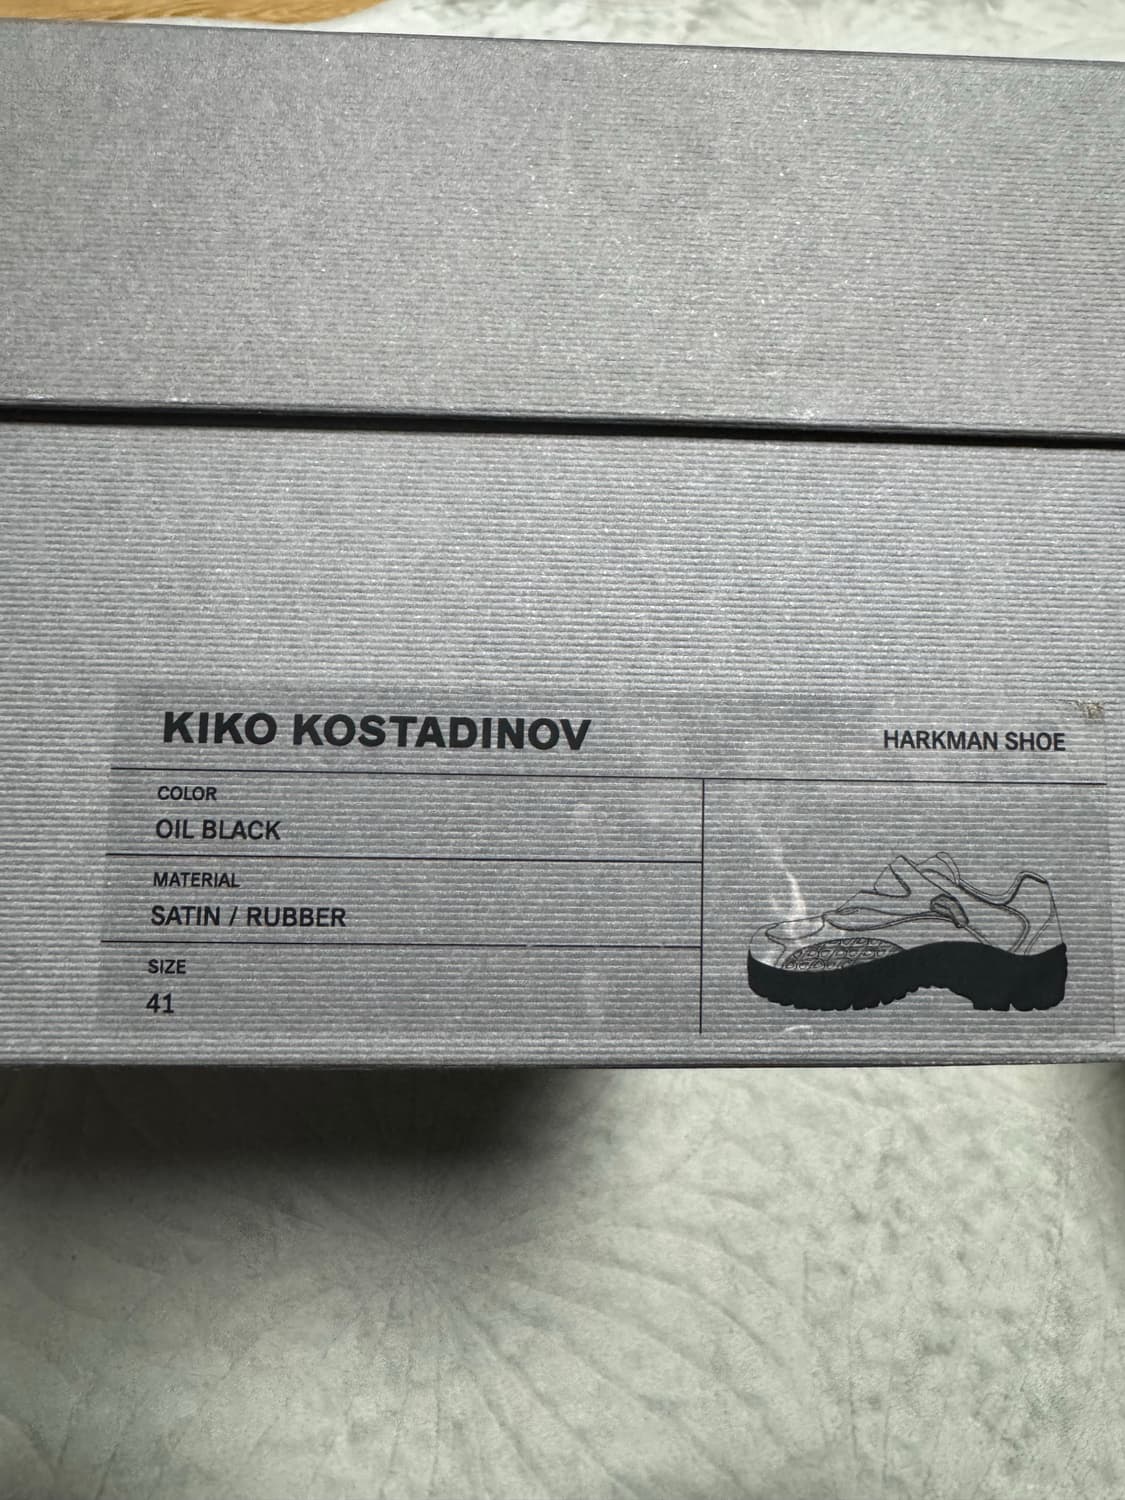 KIKO KOSTADINOV
HARKMAN SHOE
COLOR
OIL BLACK
MATERIAL
SATIN / RUBBER
SIZE
41